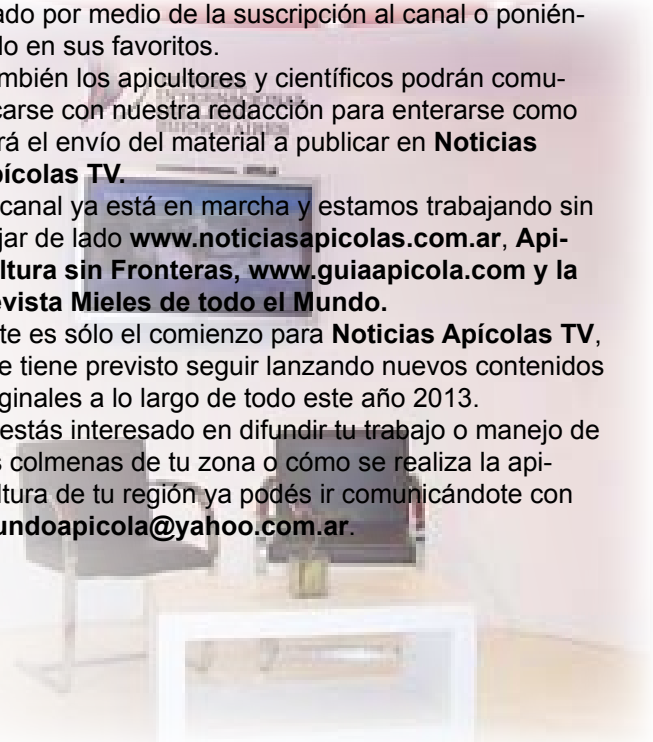 ado por medio de la suscripción al canal o ponién-
lo en sus favoritos.
mbién los apicultores y científicos podrán comu-
carse con nuestra redacción para enterarse como
rá el envío del material a publicar en Noticias
pícolas TV.
canal ya está en marcha y estamos trabajando sin
jar de lado www.noticiasapicolas.com.ar, Api-
ltura sin Fronteras, www.guiaapicola.com y la
evista Mieles de todo el Mundo.
te es sólo el comienzo para Noticias Apícolas TV,
e tiene previsto seguir lanzando nuevos contenidos
ginales a lo largo de todo este año 2013.
estás interesado en difundir tu trabajo o manejo de
s colmenas de tu zona o cómo se realiza la api-
ltura de tu región ya podés ir comunicándote con
undoapicola@yahoo.com.ar.